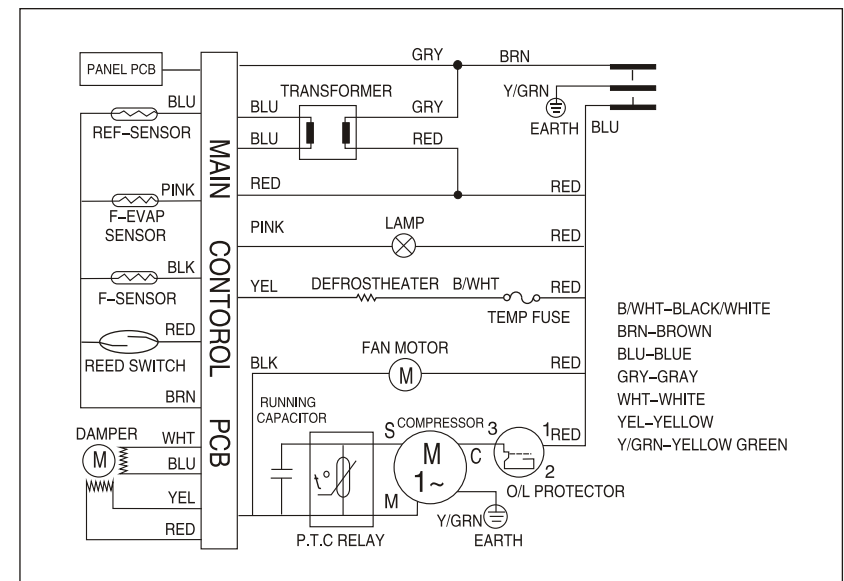 PANEL PCB
GRY
BRN
TRANSFORMER
Y/GRN
BLU
BLU
GRY
EARTH
BLU
REF–SENSOR
BLU
RED
MAIN CONTOROL PCB
PINK
RED
RED
F–EVAP
SENSOR
PINK
LAMP
RED
BLK
YEL
DEFROSTHEATER
B/WHT
RED
F–SENSOR
TEMP FUSE
B/WHT–BLACK/WHITE
BRN–BROWN
BLU–BLUE
GRY–GRAY
WHT–WHITE
YEL–YELLOW
Y/GRN–YELLOW GREEN
RED
REED SWITCH
BLK
FAN MOTOR
M
RED
BRN
RUNNING
CAPACITOR
DAMPER
WHT
M
BLU
YEL
RED
S
COMPRESSOR
3
1
RED
M
1~
C
2
O/L PROTECTOR
t°
M
Y/GRN
EARTH
P.T.C RELAY